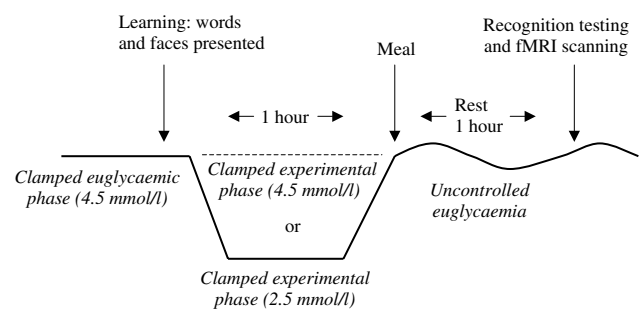 Learning: words
and faces presented
Recognition testing
and fMRI scanning
Meal
1 hour
Rest
1 hour
Clamped euglycaemic
phase (4.5 mmol/l)
Clamped experimental
phase (4.5 mmol/l)
or
Clamped experimental
phase (2.5 mmol/l)
Uncontrolled
euglycaemia